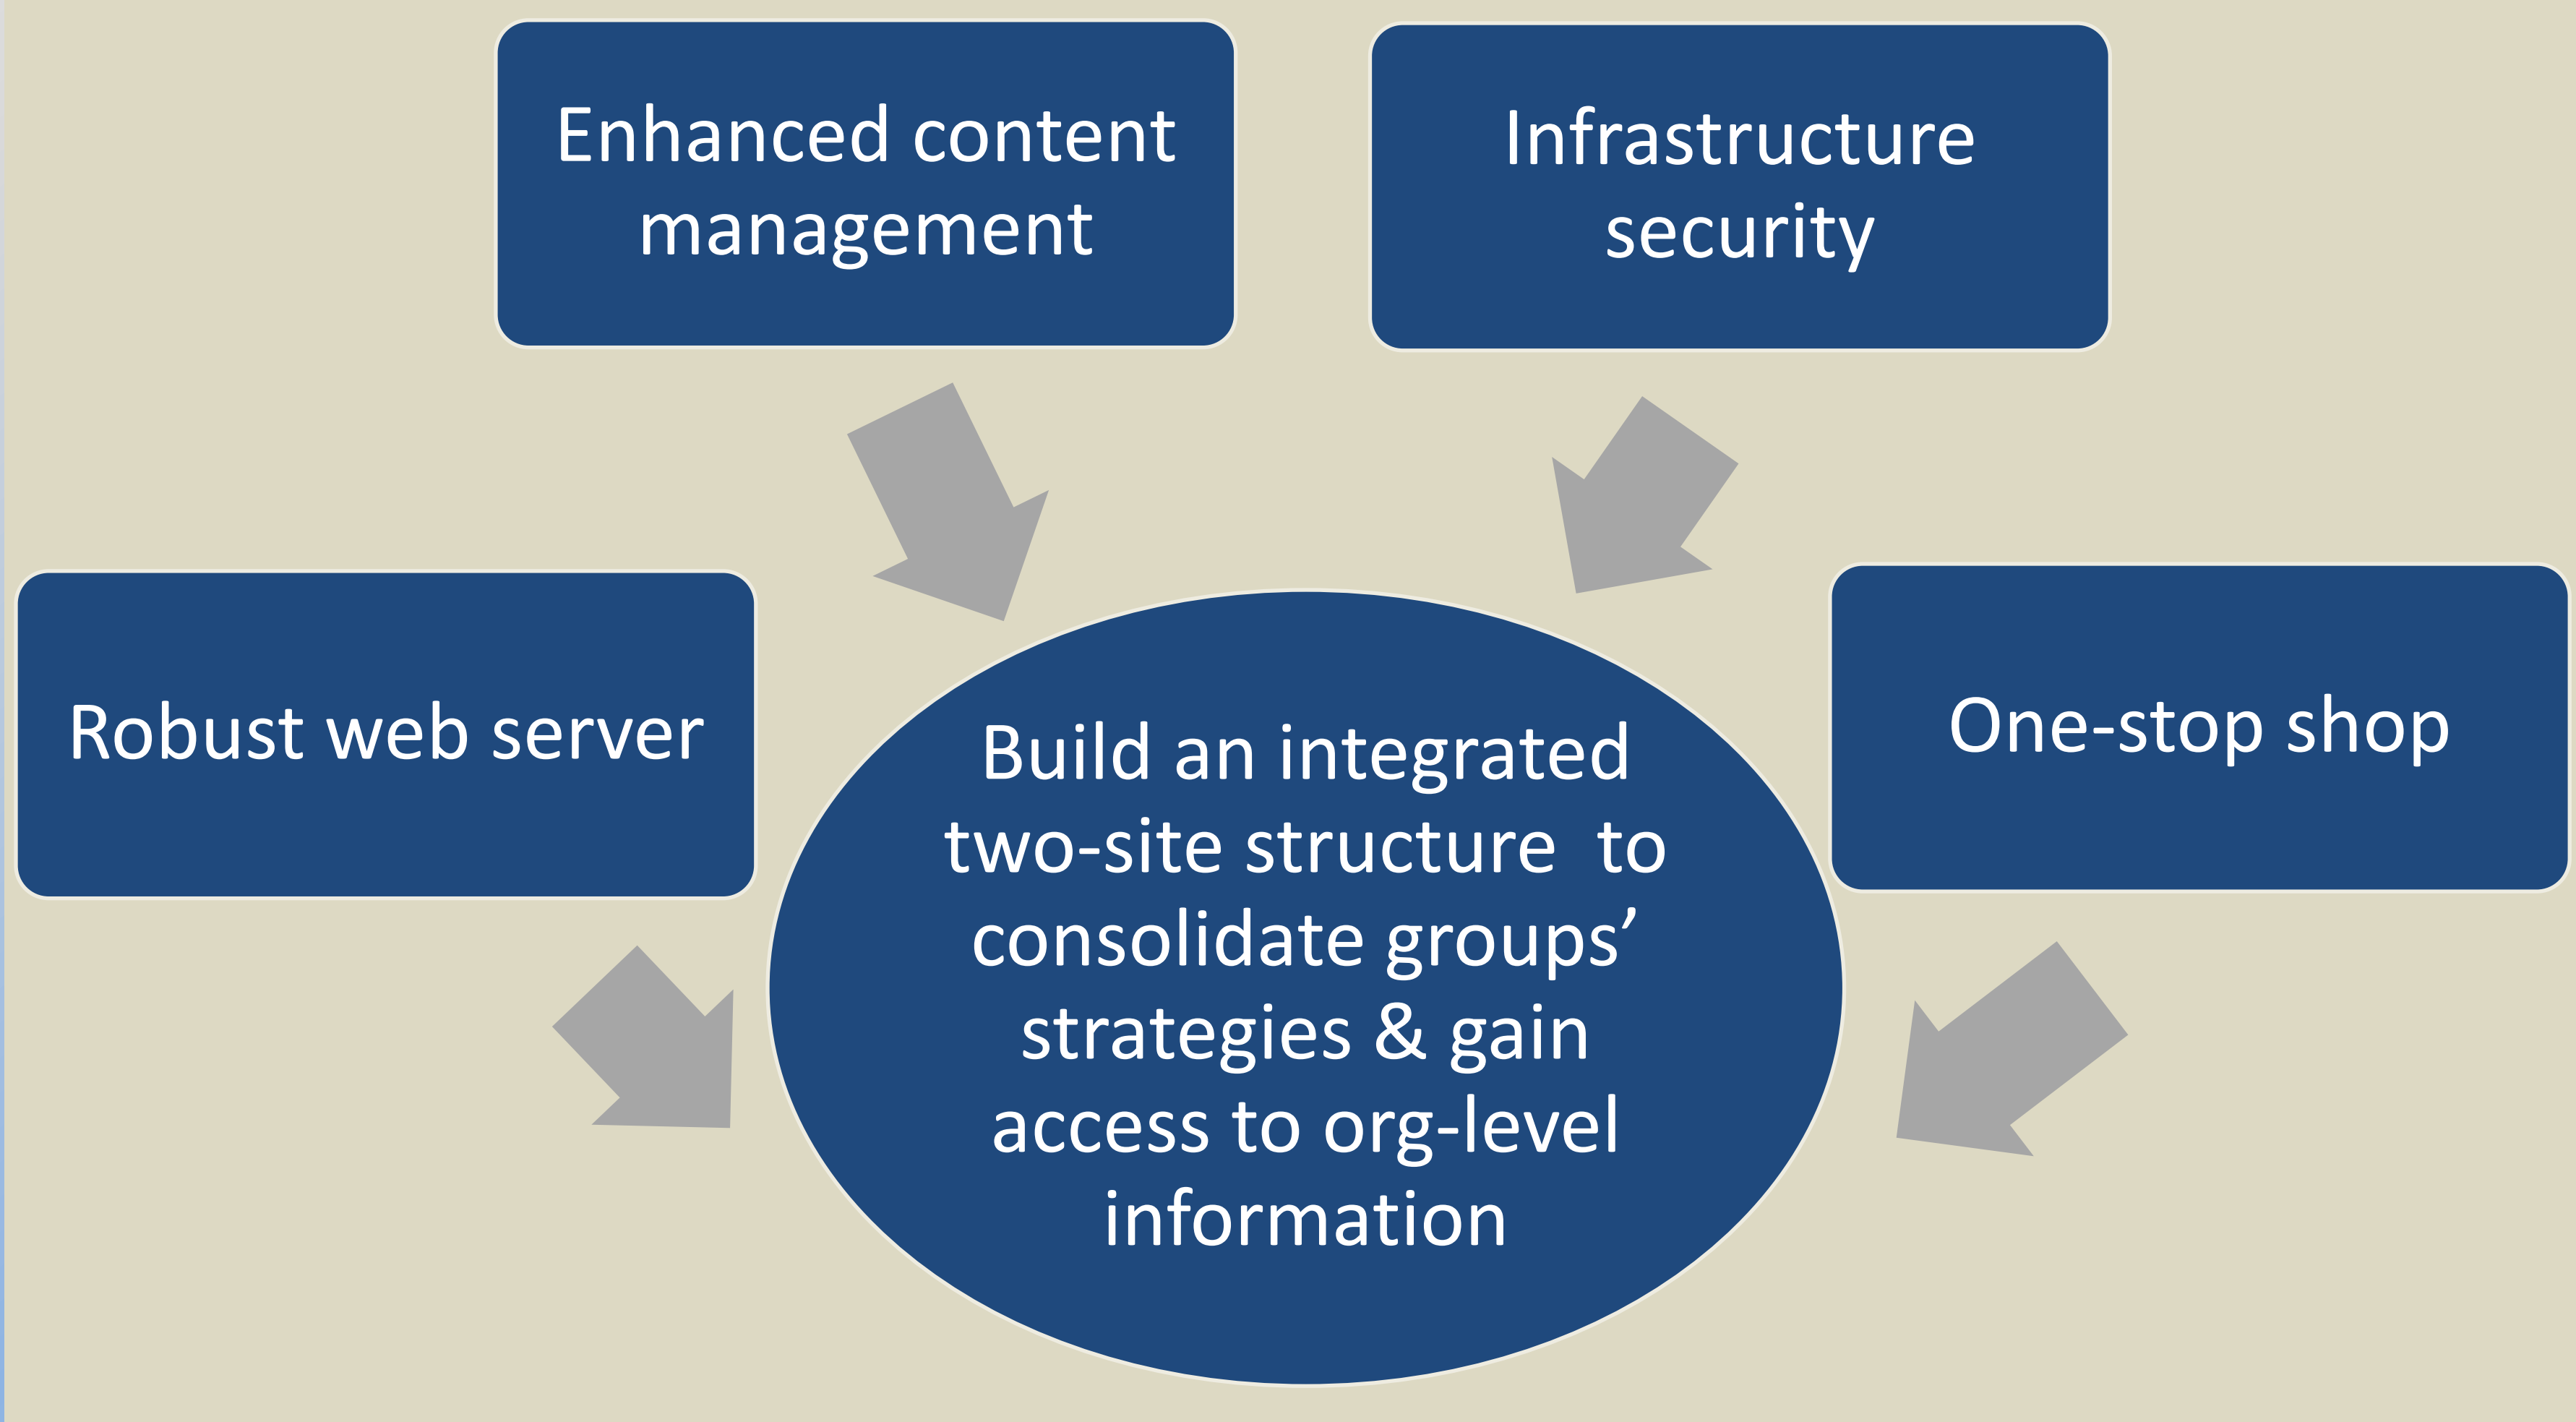 Enhanced content
management
Infrastructure
security
Robust web server
One-stop shop
Build an integrated
two-site structure  to
consolidate groups’
strategies & gain
access to org-level
information